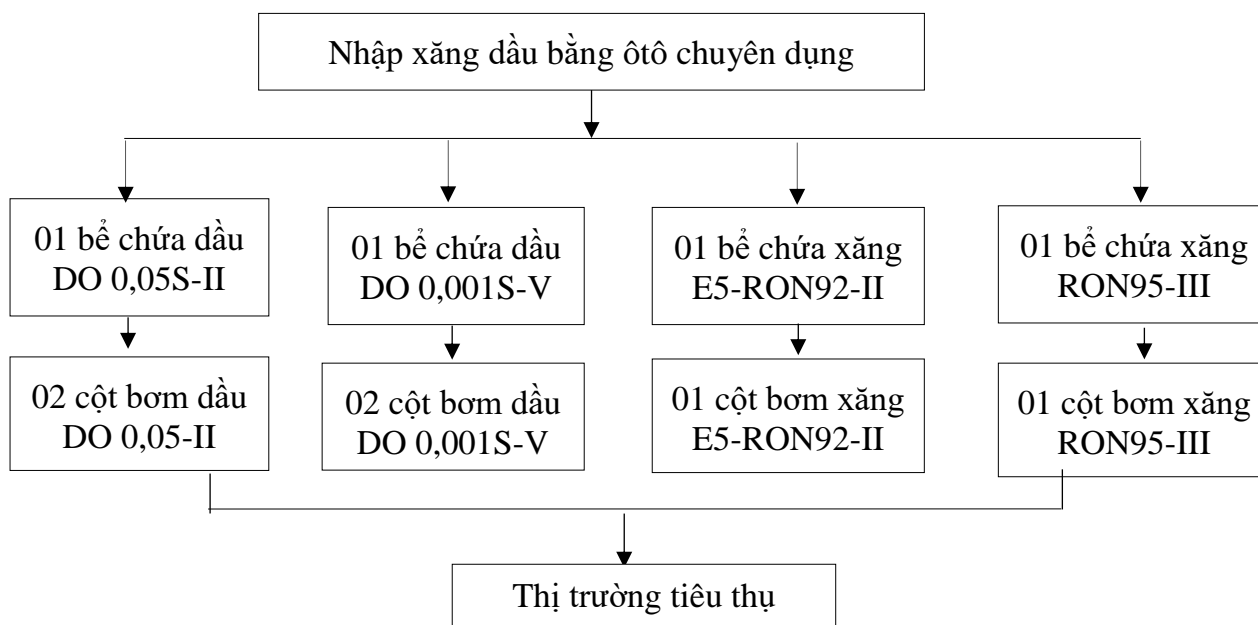 Nhập xăng dầu bằng ôtô chuyên dụng
01 bể chứa dầu
DO 0,05S-II
01 bể chứa dầu
DO 0,001S-V
01 bể chứa xăng
E5-RON92-II
01 bể chứa xăng
RON95-III
02 cột bơm dầu
DO 0,05-II
02 cột bơm dầu
DO 0,001S-V
01 cột bơm xăng
E5-RON92-II
01 cột bơm xăng
RON95-III
Thị trường tiêu thụ